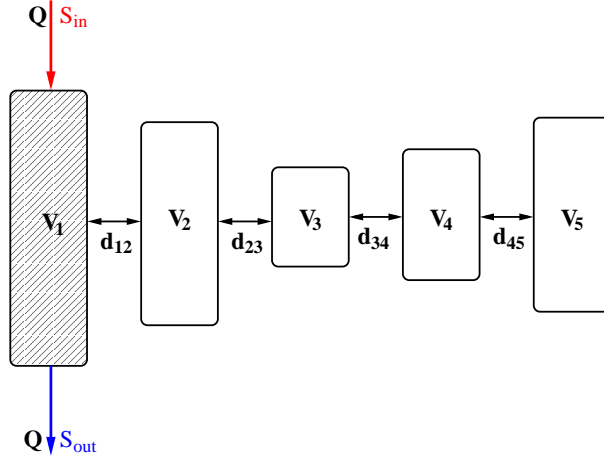 Q S_in
V_1 V_2 V_3 V_4 V_5
d_12 d_23 d_34 d_45
Q S_out